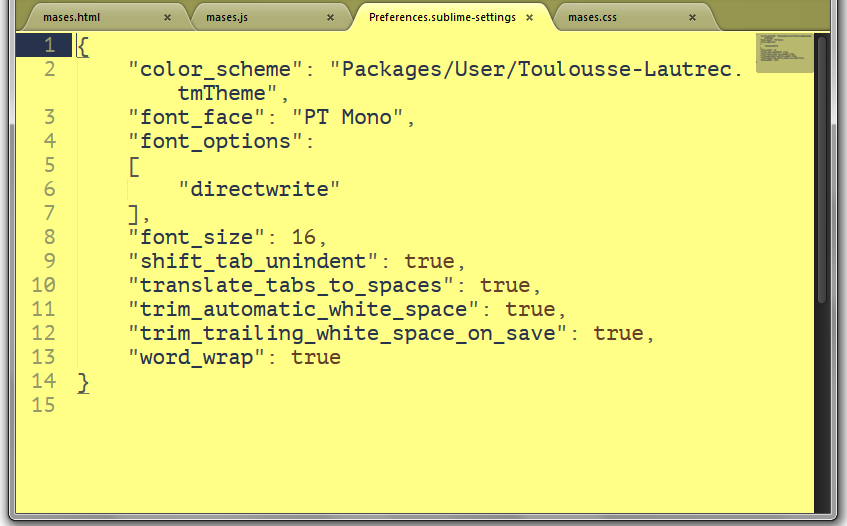 mases.html × mases.js × Preferences.sublime-settings × mases.css ×
1 {
2 "color_scheme": "Packages/User/Toulousse-Lautrec.
tmTheme",
3 "font_face": "PT Mono",
4 "font_options":
5 [
6 "directwrite"
7 ],
8 "font_size": 16,
9 "shift_tab_unindent": true,
10 "translate_tabs_to_spaces": true,
11 "trim_automatic_white_space": true,
12 "trim_trailing_white_space_on_save": true,
13 "word_wrap": true
14 }
15